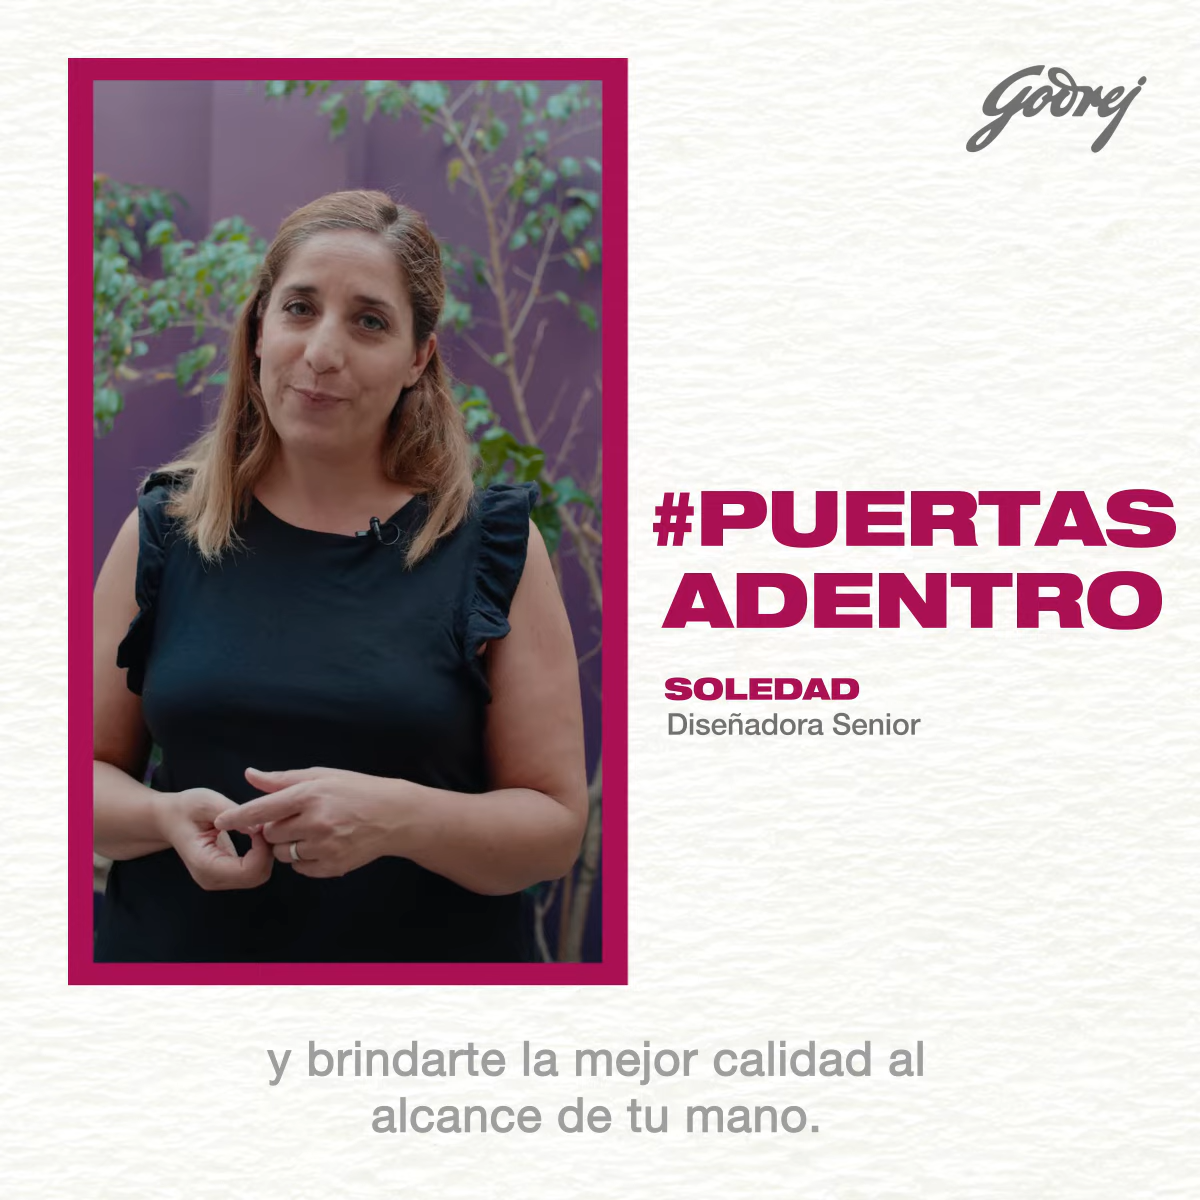 Godrej
#PUERTAS
ADENTRO
SOLEDAD
Diseñadora Senior
y brindarte la mejor calidad al
alcance de tu mano.